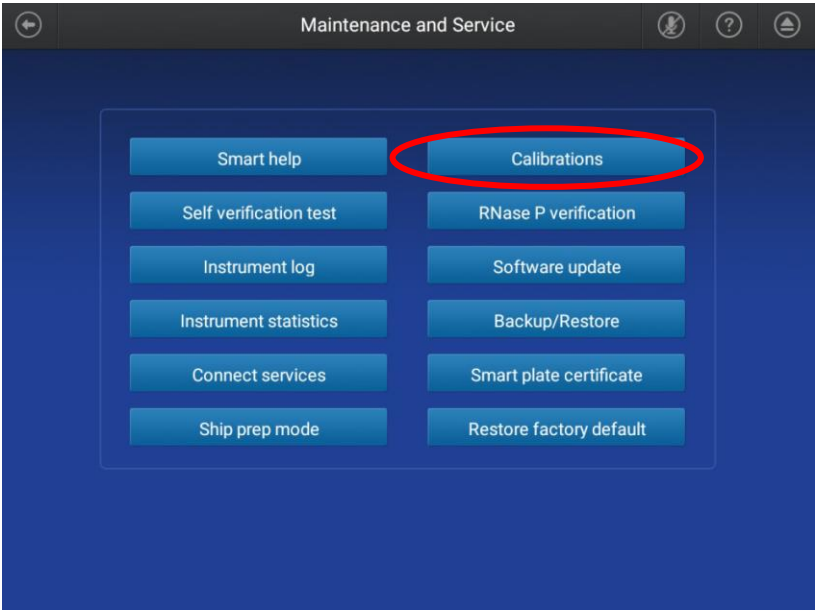 Maintenance and Service
?
Smart help
Calibrations
Self verification test
RNase P verification
Instrument log
Software update
Instrument statistics
Backup/Restore
Connect services
Smart plate certificate
Ship prep mode
Restore factory default